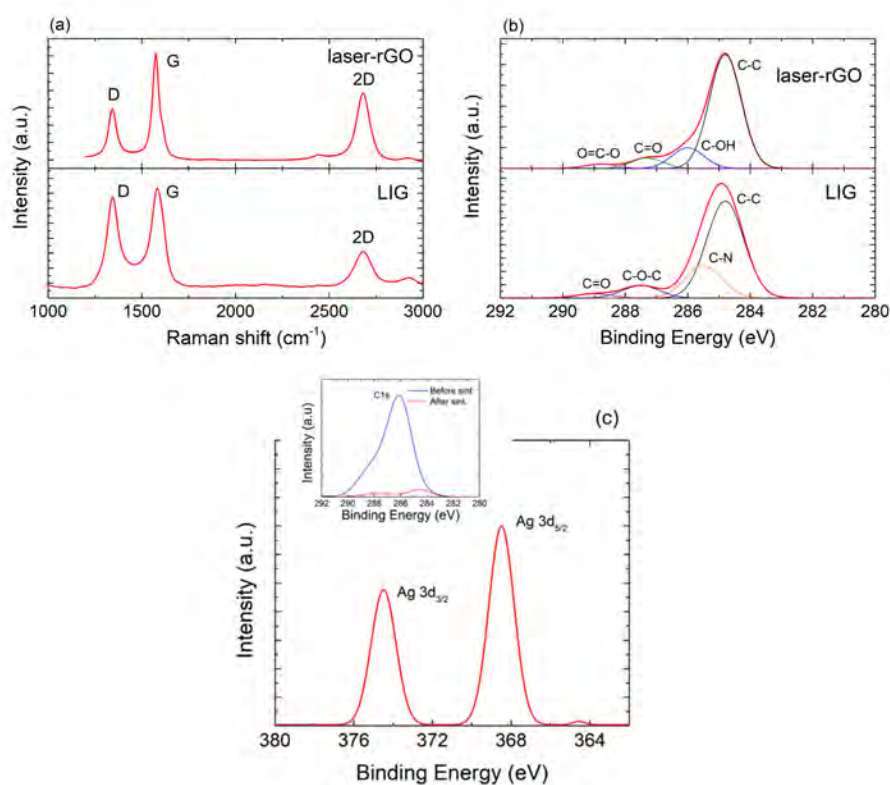 (a)
laser-rGO
D
G
2D
LIG
D
G
2D
Intensity (a.u.)
1000 1500 2000 2500 3000
Raman shift (cm⁻¹)
(b)
laser-rGO
C-C
C-OH
C=O
O=C-O
LIG
C-C
C-N
C-O-C
C=O
Intensity (a.u.)
292 290 288 286 284 282 280
Binding Energy (eV)
(c)
C1s
Before sint.
After sint.
Intensity (a.u)
292 290 288 286 284 282 280
Binding Energy (eV)
Ag 3d₃/₂
Ag 3d₅/₂
Intensity (a.u.)
380 376 372 368 364
Binding Energy (eV)